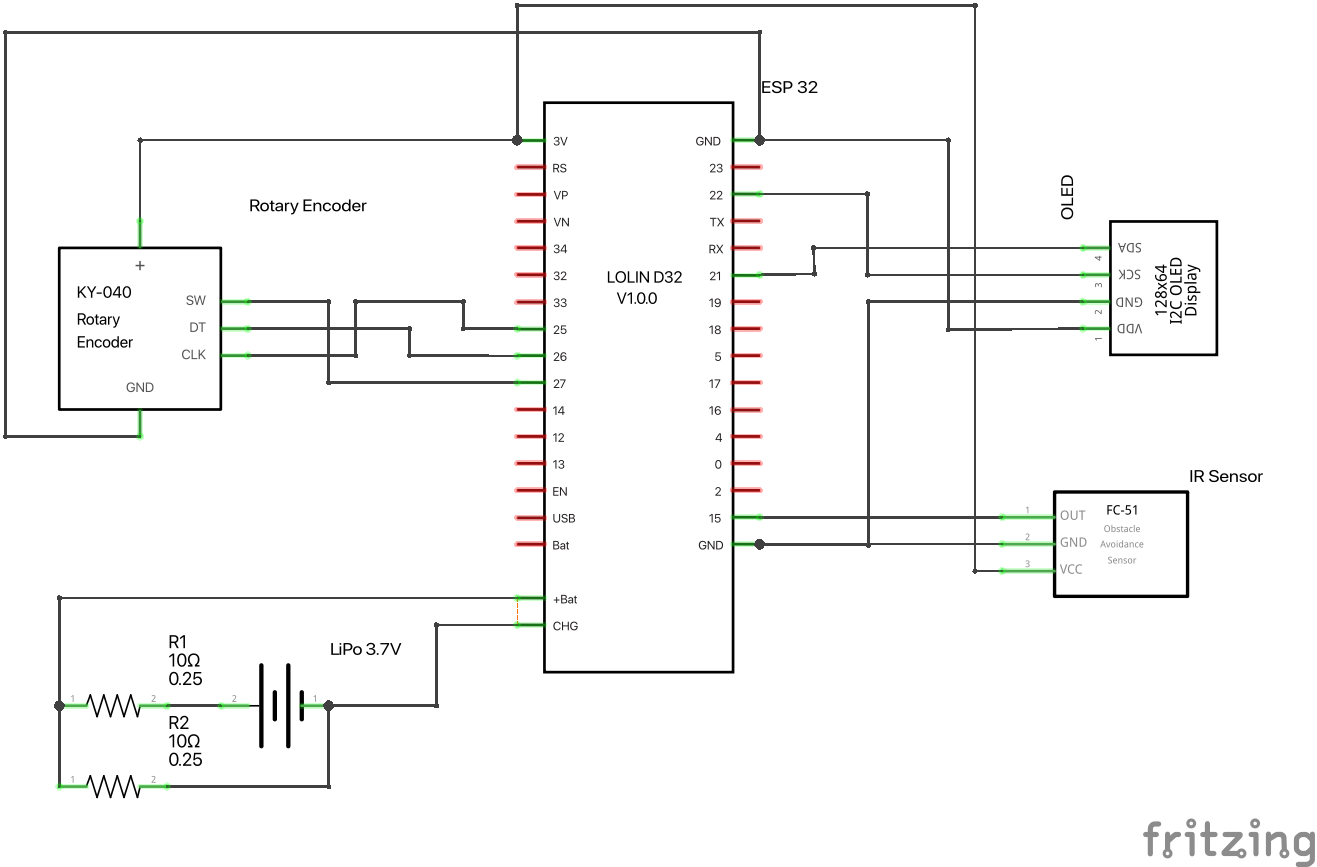 ESP 32
3V
RS
VP
VN
34
32
33
25
26
27
14
12
13
EN
USB
Bat
+Bat
CHG
LOLIN D32
V1.0.0
GND
23
22
TX
RX
21
19
18
5
17
16
4
0
2
15
GND
Rotary Encoder
+
KY-040
Rotary
Encoder
SW
DT
CLK
GND
OLED
SDA
SCK
GND
VDD
4
3
2
1
128x64
I2C OLED
Display
IR Sensor
1
2
3
OUT
GND
VCC
FC-51
Obstacle
Avoidance
Sensor
LiPo 3.7V
R1
10Ω
0.25
1
2
2
1
R2
10Ω
0.25
1
2
fritzing